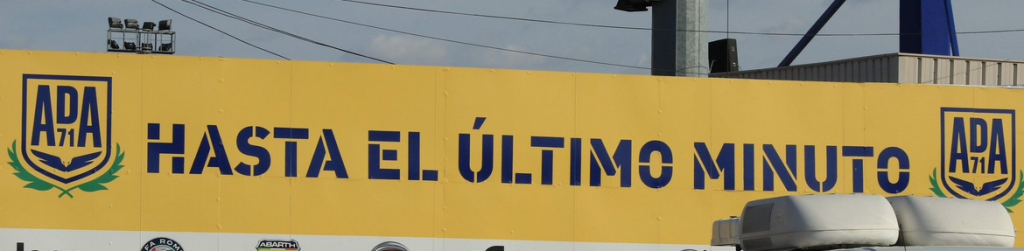 ADA
71
HASTA EL ÚLTIMO MINUTO
ADA
71
ABARTH